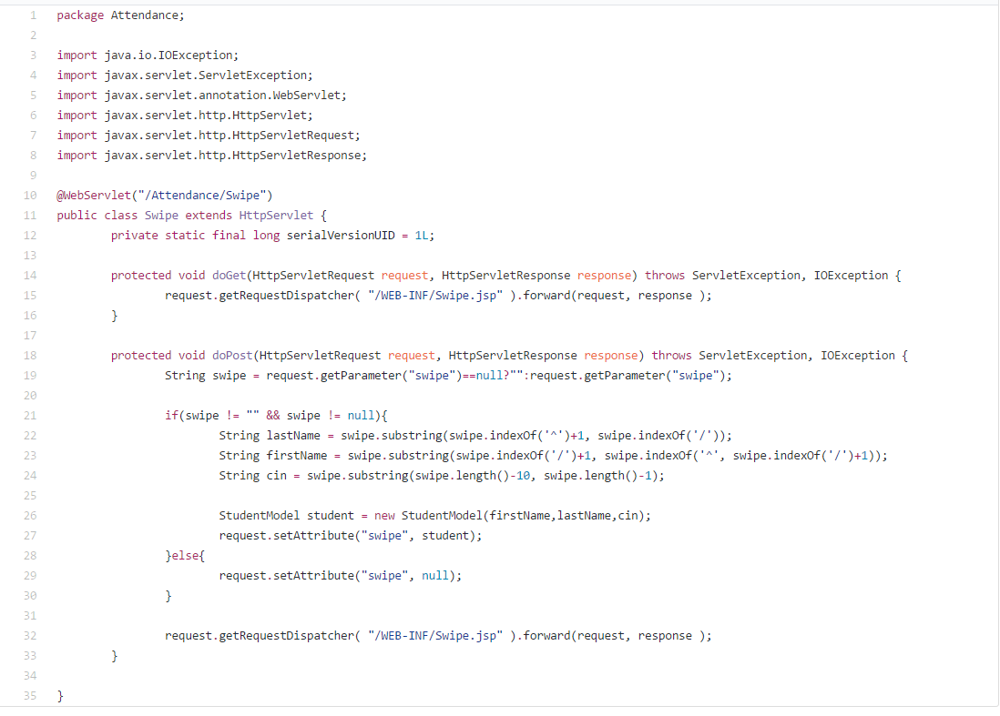 1 package Attendance;
2
3 import java.io.IOException;
4 import javax.servlet.ServletException;
5 import javax.servlet.annotation.WebServlet;
6 import javax.servlet.http.HttpServlet;
7 import javax.servlet.http.HttpServletRequest;
8 import javax.servlet.http.HttpServletResponse;
9
10 @WebServlet("/Attendance/Swipe")
11 public class Swipe extends HttpServlet {
12 private static final long serialVersionUID = 1L;
13
14 protected void doGet(HttpServletRequest request, HttpServletResponse response) throws ServletException, IOException {
15 request.getRequestDispatcher( "/WEB-INF/Swipe.jsp" ).forward(request, response );
16 }
17
18 protected void doPost(HttpServletRequest request, HttpServletResponse response) throws ServletException, IOException {
19 String swipe = request.getParameter("swipe")==null?"":request.getParameter("swipe");
20
21 if(swipe != "" && swipe != null){
22 String lastName = swipe.substring(swipe.indexOf('^')+1, swipe.indexOf('/'));
23 String firstName = swipe.substring(swipe.indexOf('/')+1, swipe.indexOf('^', swipe.indexOf('/')+1));
24 String cin = swipe.substring(swipe.length()-10, swipe.length()-1);
25
26 StudentModel student = new StudentModel(firstName,lastName,cin);
27 request.setAttribute("swipe", student);
28 }else{
29 request.setAttribute("swipe", null);
30 }
31
32 request.getRequestDispatcher( "/WEB-INF/Swipe.jsp" ).forward(request, response );
33 }
34
35 }